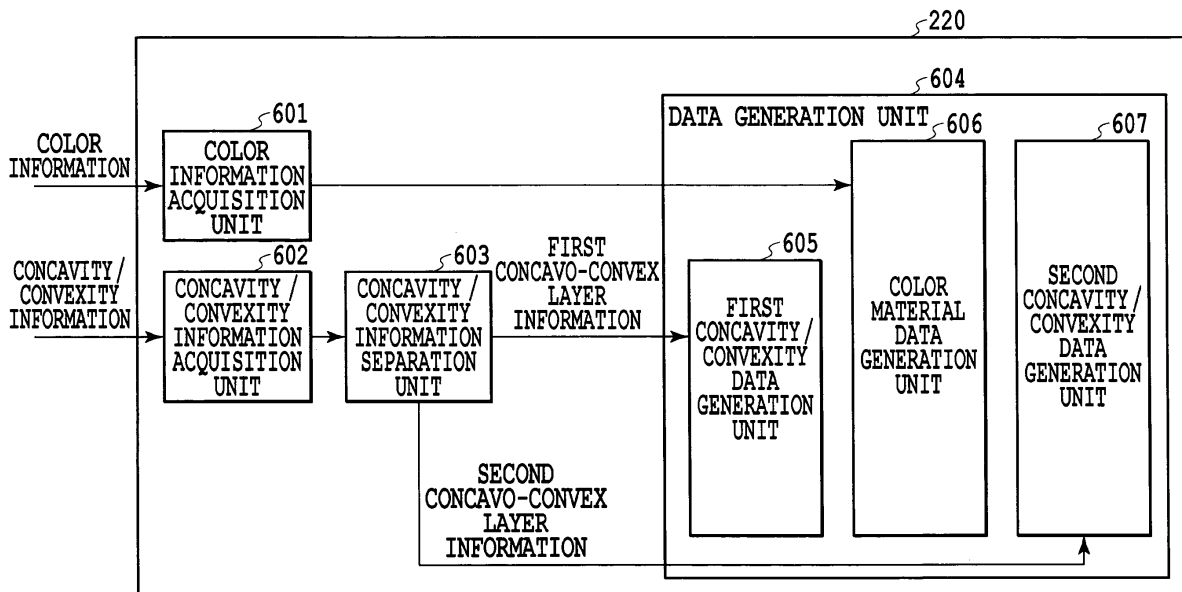 220
604
DATA GENERATION UNIT
601
COLOR
INFORMATION
COLOR
INFORMATION
ACQUISITION
UNIT
606
607
CONCAVITY/
CONVEXITY
INFORMATION
602
CONCAVITY/
CONVEXITY
INFORMATION
ACQUISITION
UNIT
603
CONCAVITY/
CONVEXITY
INFORMATION
SEPARATION
UNIT
FIRST
CONCAVO-CONVEX
LAYER
INFORMATION
605
FIRST
CONCAVITY/
CONVEXITY
DATA
GENERATION
UNIT
COLOR
MATERIAL
DATA
GENERATION
UNIT
SECOND
CONCAVITY/
CONVEXITY
DATA
GENERATION
UNIT
SECOND
CONCAVO-CONVEX
LAYER
INFORMATION